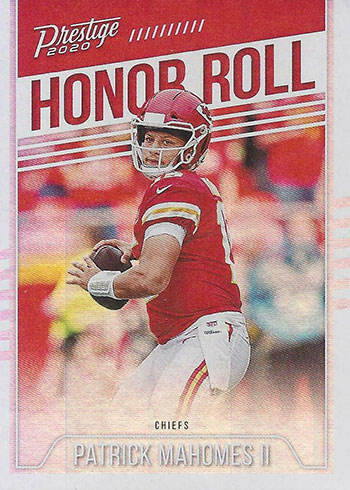 Prestige
2020
HONOR ROLL
CHIEFS
PATRICK MAHOMES II